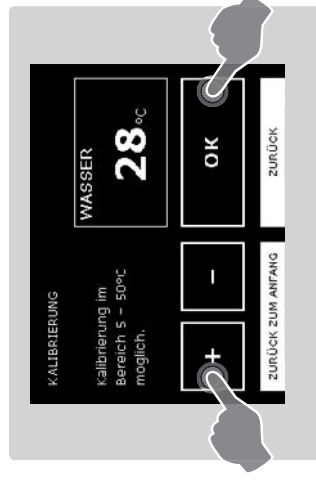 KALIBRIERUNG
Kalibrierung im
Bereich 5 – 50°C
möglich.
WASSER
28°C
+
–
OK
ZURÜCK ZUM ANFANG
ZURÜCK